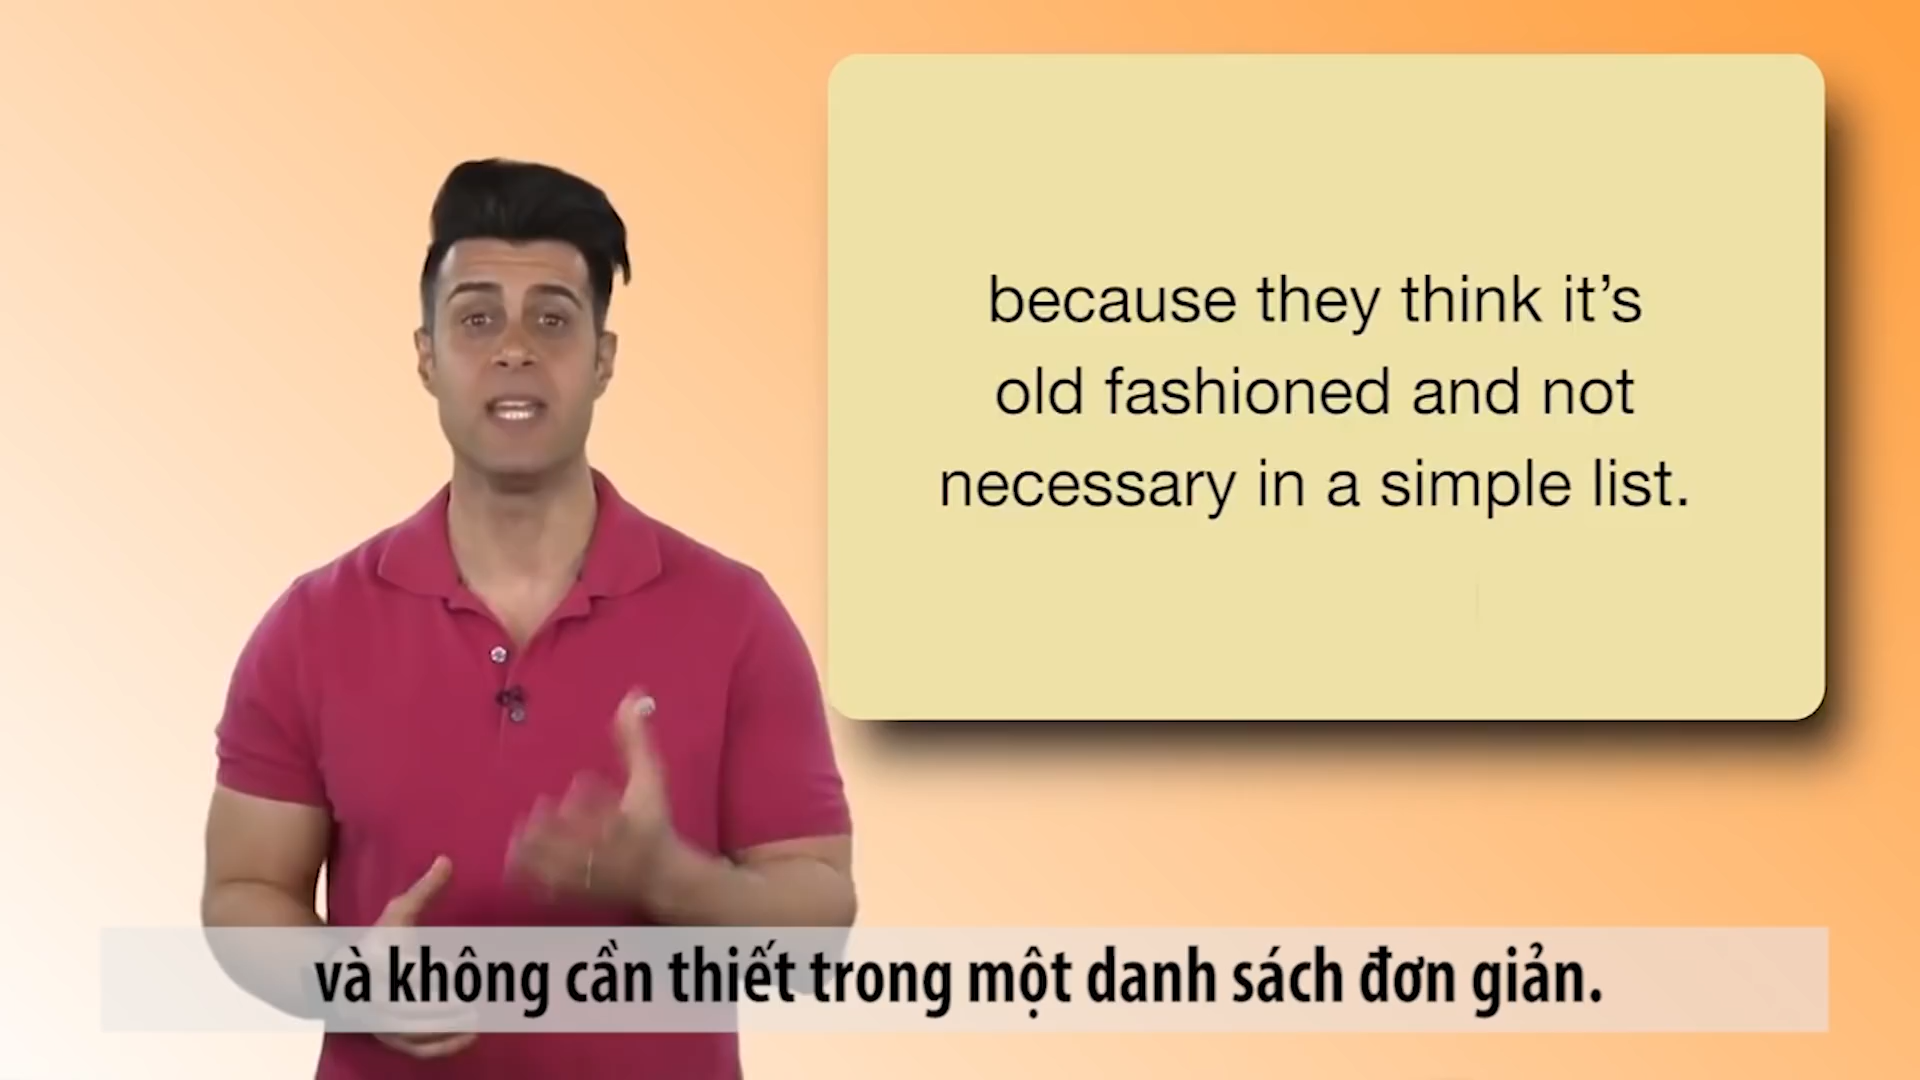 because they think it's
old fashioned and not
necessary in a simple list.
và không cần thiết trong một danh sách đơn giản.